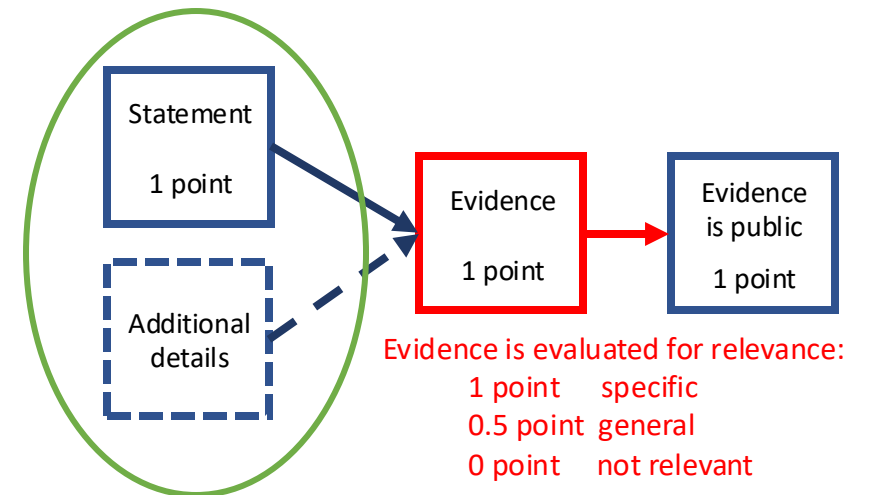 Statement
1 point
Additional
details
Evidence
1 point
Evidence
is public
1 point
Evidence is evaluated for relevance:
1 point specific
0.5 point general
0 point not relevant